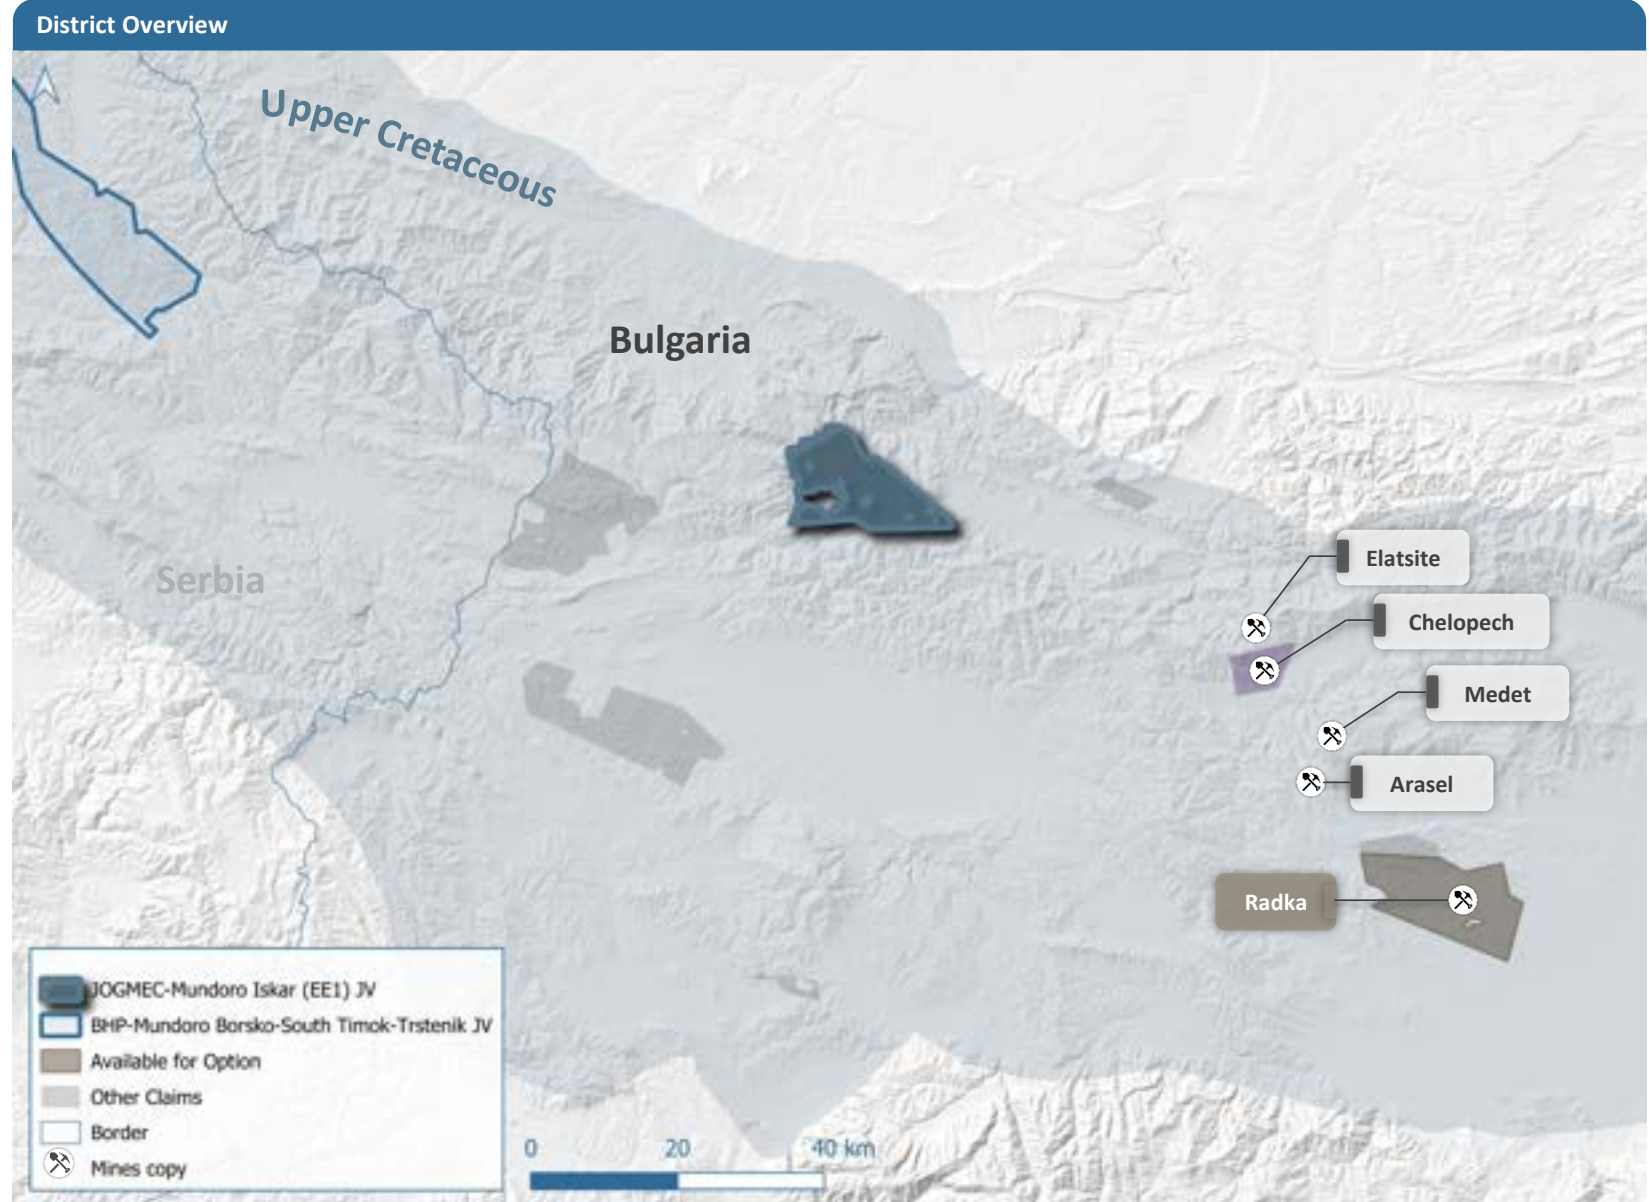 District Overview
Upper Cretaceous
Bulgaria
Serbia
Elatsite
Chelopech
Medet
Arasel
Radka
JOGMEC-Mundoro Iskar (EE1) JV
BHP-Mundoro Borsko-South Timok-Trstenik JV
Available for Option
Other Claims
Border
Mines copy
0 20 40 km